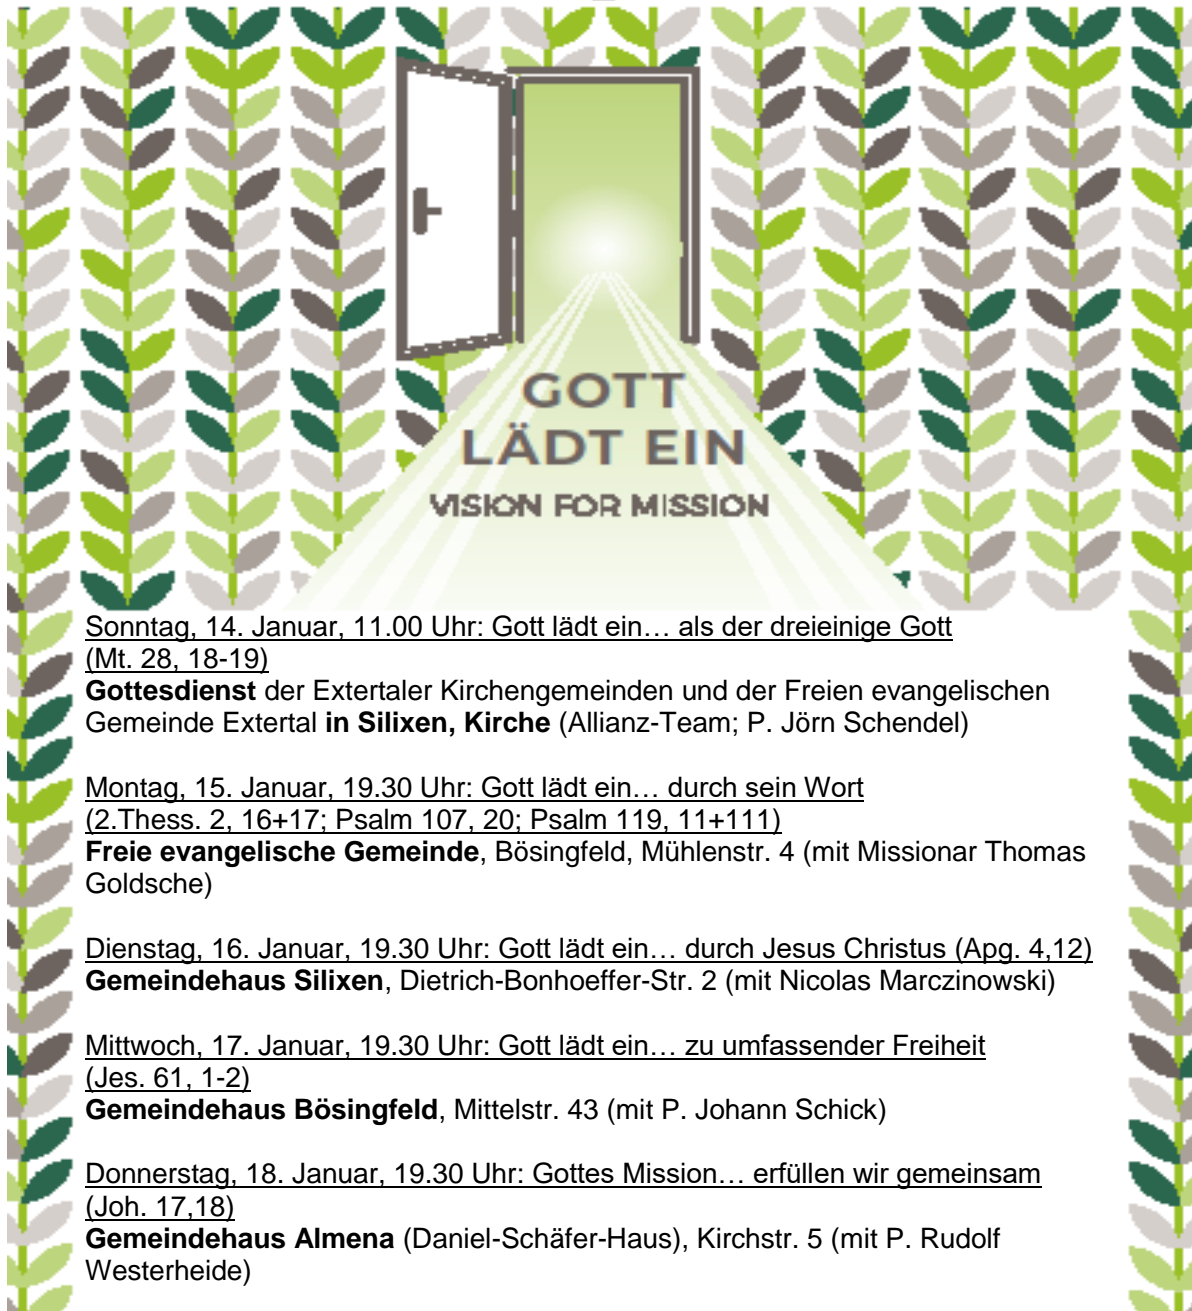 GOTT
LÄDT EIN
VISION FOR MISSION
Sonntag, 14. Januar, 11.00 Uhr: Gott lädt ein… als der dreieinige Gott
(Mt. 28, 18-19)
Gottesdienst der Extertaler Kirchengemeinden und der Freien evangelischen
Gemeinde Extertal in Silixen, Kirche (Allianz-Team; P. Jörn Schendel)
Montag, 15. Januar, 19.30 Uhr: Gott lädt ein… durch sein Wort
(2.Thess. 2, 16+17; Psalm 107, 20; Psalm 119, 11+111)
Freie evangelische Gemeinde, Bösingfeld, Mühlenstr. 4 (mit Missionar Thomas
Goldsche)
Dienstag, 16. Januar, 19.30 Uhr: Gott lädt ein… durch Jesus Christus (Apg. 4,12)
Gemeindehaus Silixen, Dietrich-Bonhoeffer-Str. 2 (mit Nicolas Marczinowski)
Mittwoch, 17. Januar, 19.30 Uhr: Gott lädt ein… zu umfassender Freiheit
(Jes. 61, 1-2)
Gemeindehaus Bösingfeld, Mittelstr. 43 (mit P. Johann Schick)
Donnerstag, 18. Januar, 19.30 Uhr: Gottes Mission… erfüllen wir gemeinsam
(Joh. 17,18)
Gemeindehaus Almena (Daniel-Schäfer-Haus), Kirchstr. 5 (mit P. Rudolf
Westerheide)